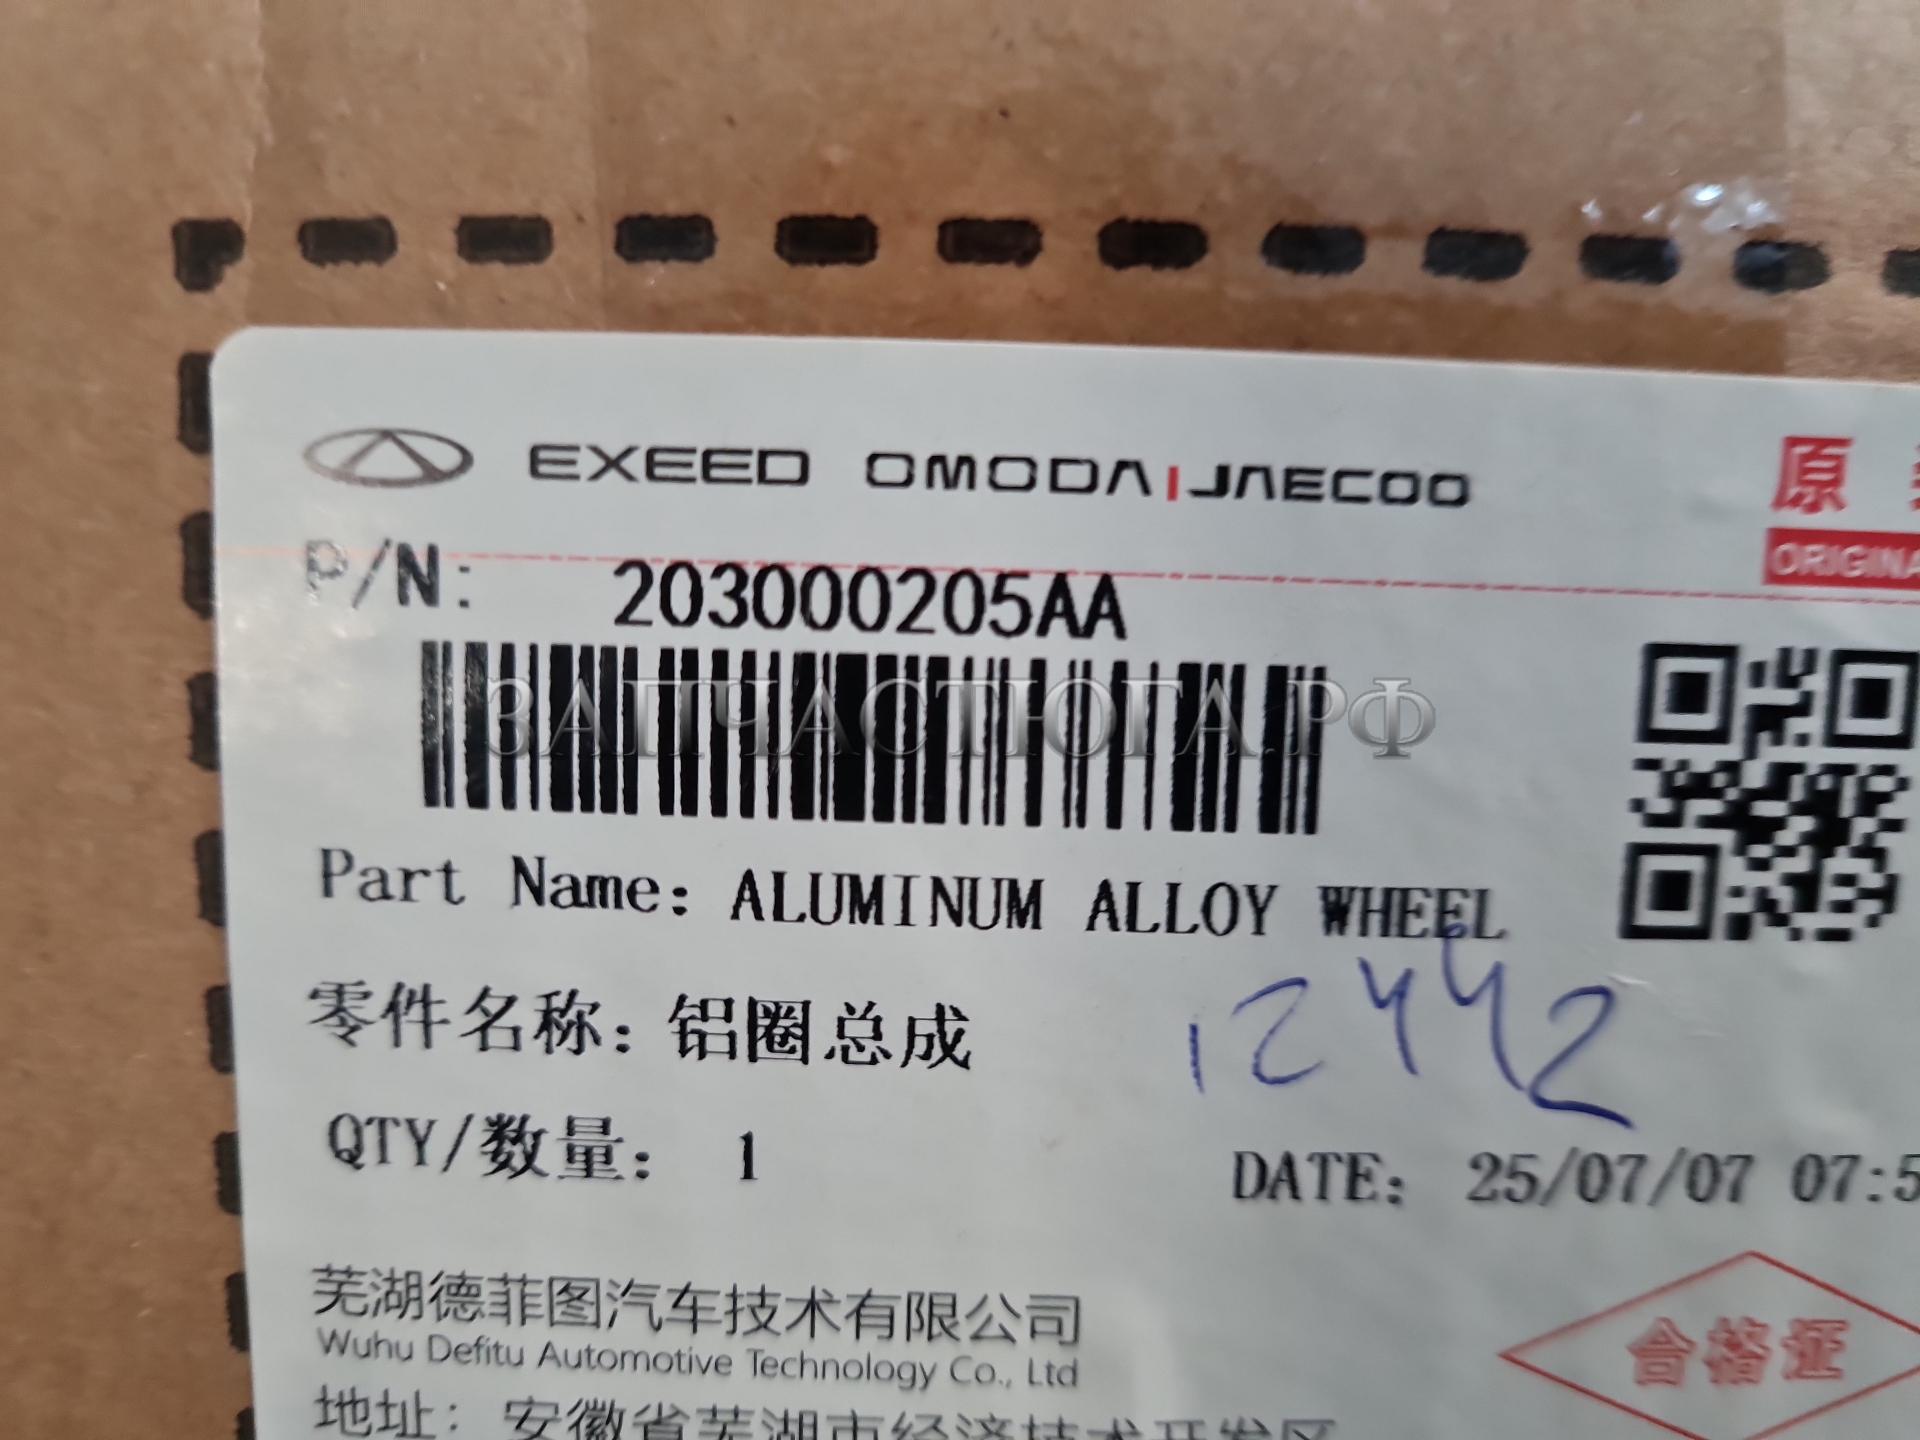 EXEED OMODA|JAECOO
原
ORIGINA
P/N: 203000205AA
ЗАПЧАСТЮГА.РФ
Part Name: ALUMINUM ALLOY WHEEL
零件名称: 铝圈总成
12442
QTY/数量: 1
DATE: 25/07/07 07:5
芜湖德菲图汽车技术有限公司
Wuhu Defitu Automotive Technology Co., Ltd
合格证
地址: 安徽省芜湖市经济技术开发区